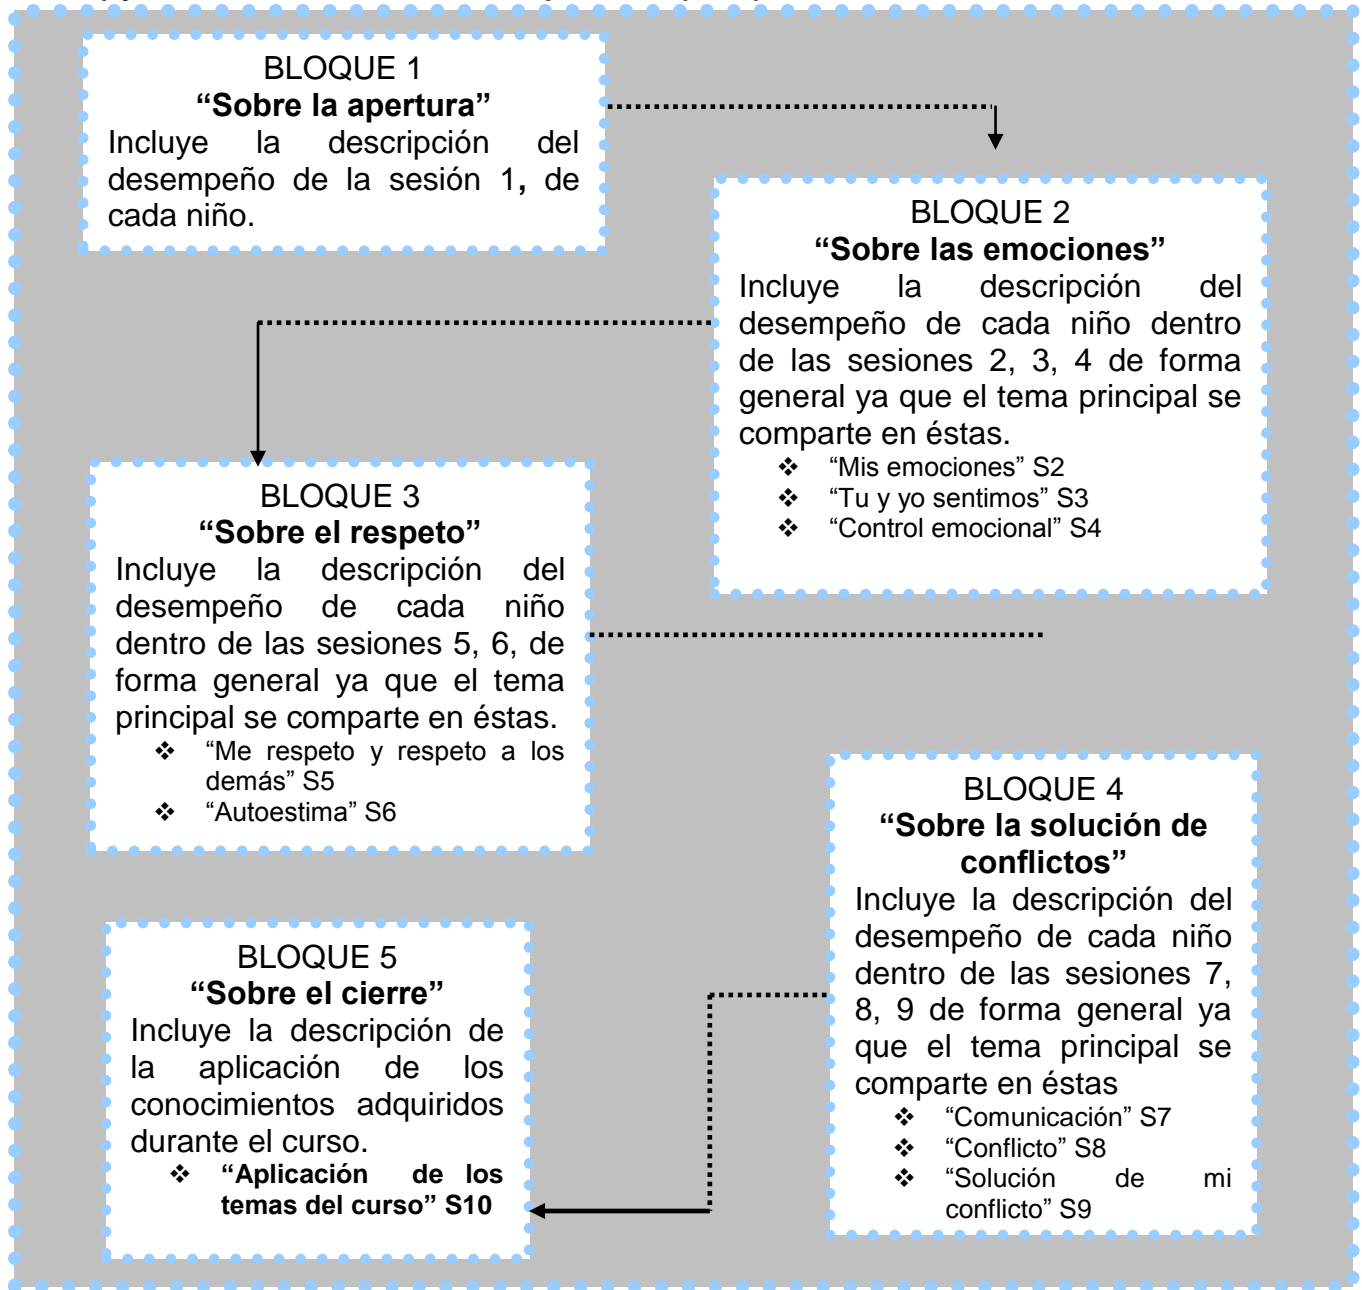 BLOQUE 1
“Sobre la apertura”
Incluye la descripción del
desempeño de la sesión 1, de
cada niño.
BLOQUE 2
“Sobre las emociones”
Incluye la descripción del
desempeño de cada niño dentro
de las sesiones 2, 3, 4 de forma
general ya que el tema principal se
comparte en éstas.
❖ “Mis emociones” S2
❖ “Tu y yo sentimos” S3
❖ “Control emocional” S4
BLOQUE 3
“Sobre el respeto”
Incluye la descripción del
desempeño de cada niño
dentro de las sesiones 5, 6, de
forma general ya que el tema
principal se comparte en éstas.
❖ “Me respeto y respeto a los
demás” S5
❖ “Autoestima” S6
BLOQUE 4
“Sobre la solución de
conflictos”
Incluye la descripción del
desempeño de cada niño
dentro de las sesiones 7,
8, 9 de forma general ya
que el tema principal se
comparte en éstas
❖ “Comunicación” S7
❖ “Conflicto” S8
❖ “Solución de mi
conflicto” S9
BLOQUE 5
“Sobre el cierre”
Incluye la descripción de
la aplicación de los
conocimientos adquiridos
durante el curso.
❖ “Aplicación de los
temas del curso” S10